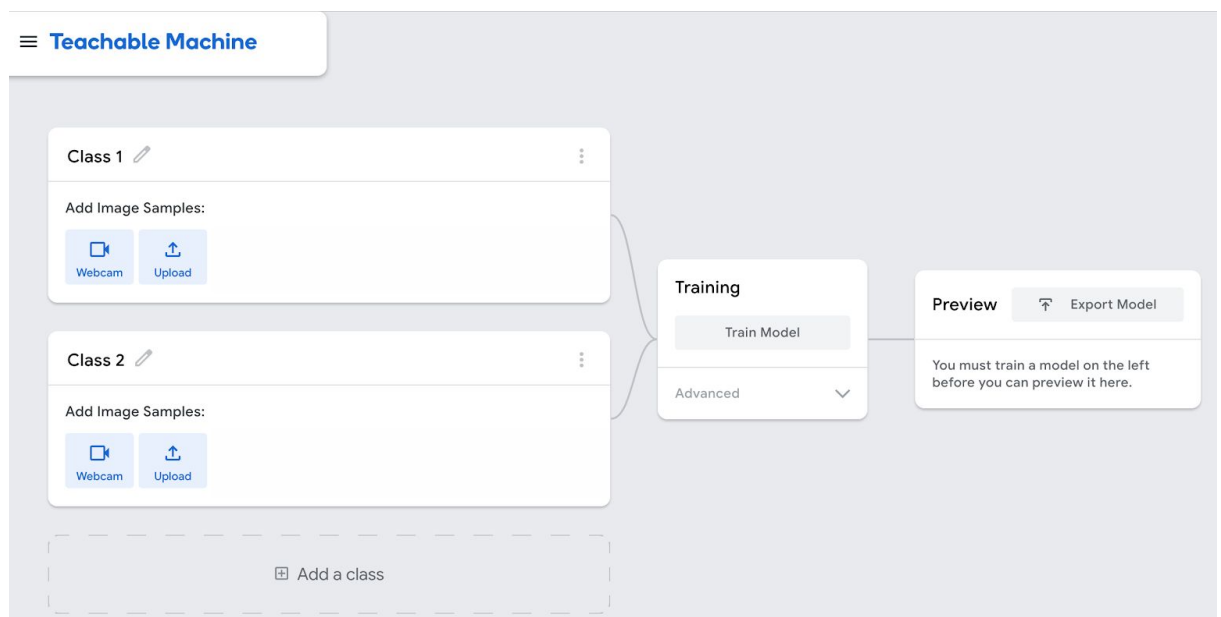 Teachable Machine
Class 1
Add Image Samples:
Webcam
Upload
Class 2
Add Image Samples:
Webcam
Upload
Add a class
Training
Train Model
Advanced
Preview
Export Model
You must train a model on the left
before you can preview it here.